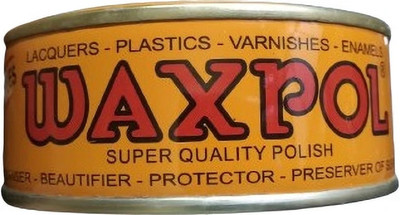 LACQUERS - PLASTICS - VARNISHES - ENAMELS
WAXPOL®
SUPER QUALITY POLISH
- BEAUTIFIER - PROTECTOR - PRESERVER OF